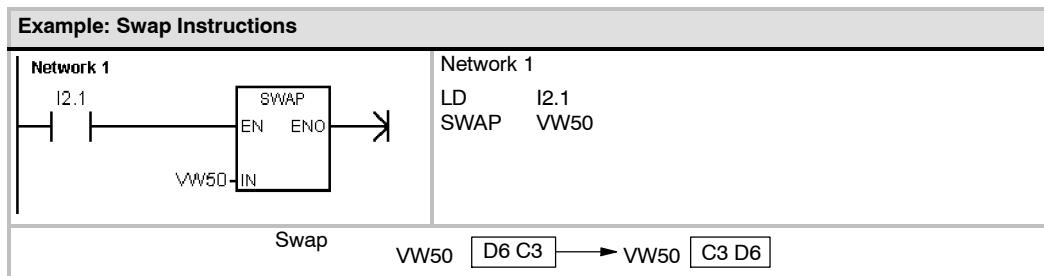 Example: Swap Instructions
Network 1
I2.1
SWAP
EN ENO
VW50 IN
Network 1
LD I2.1
SWAP VW50
Swap VW50 D6 C3 VW50 C3 D6